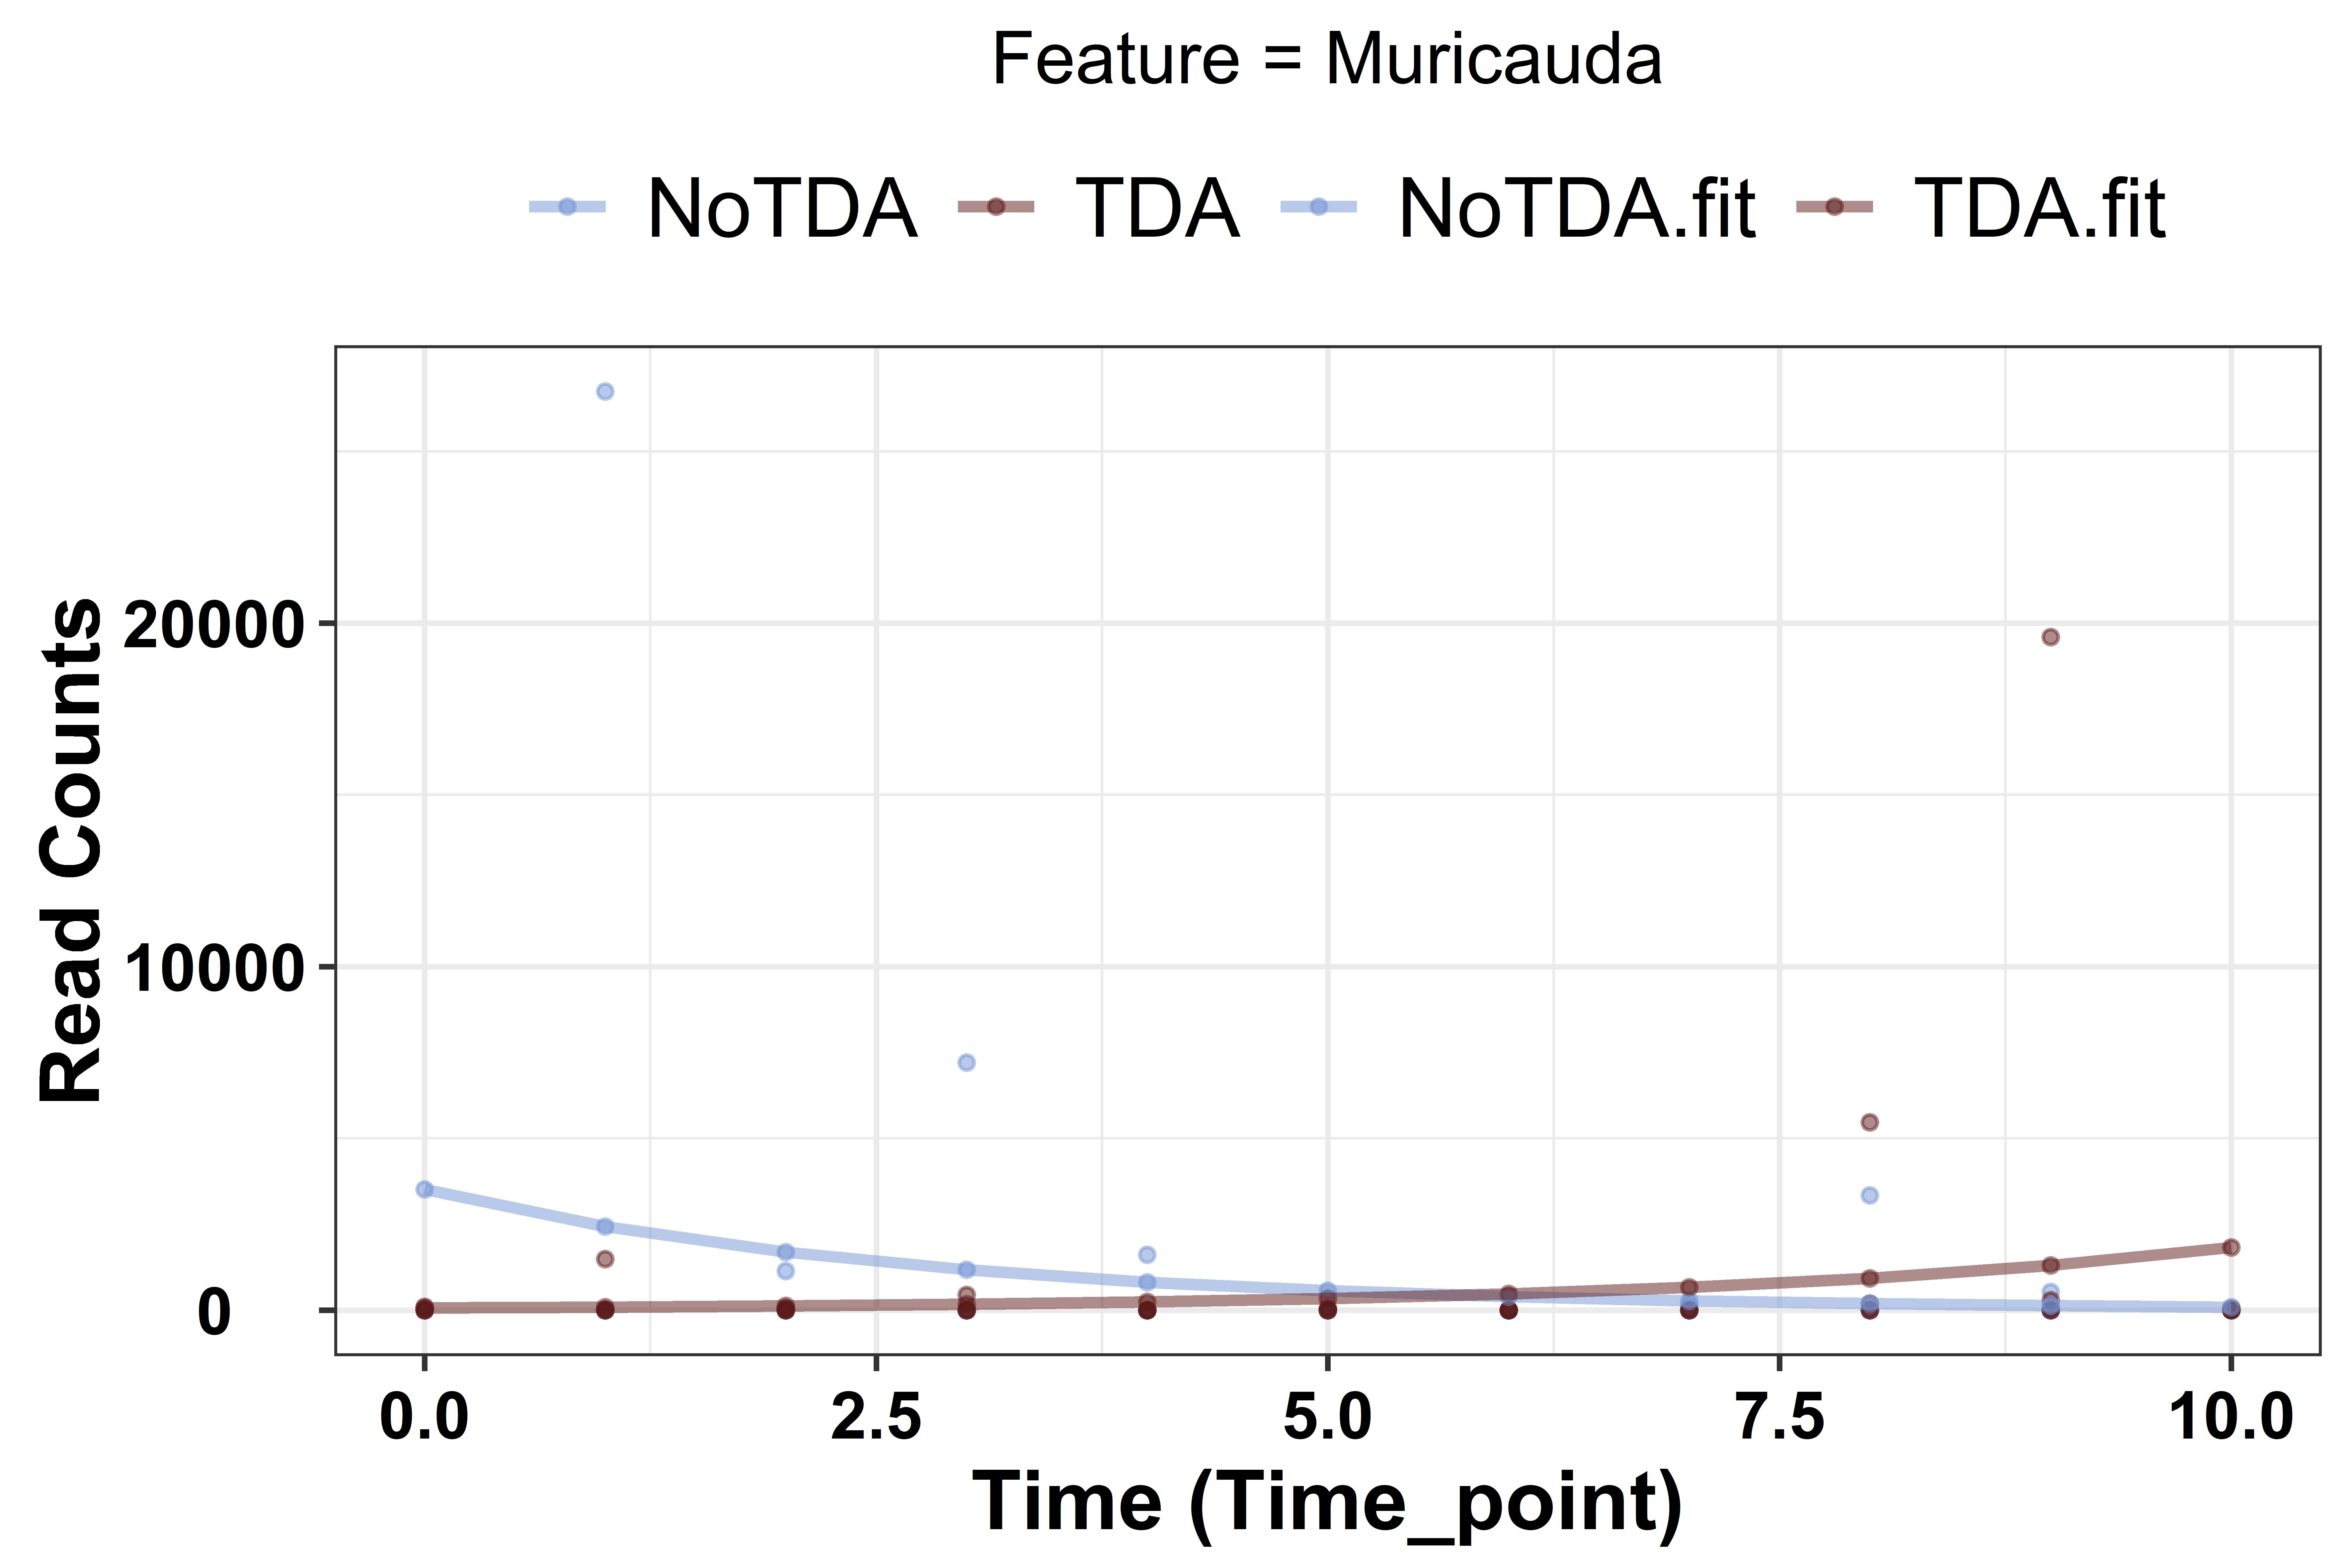 Feature = Muricauda
NoTDA TDA NoTDA.fit TDA.fit
Read Counts
20000
10000
0
0.0 2.5 5.0 7.5 10.0
Time (Time_point)